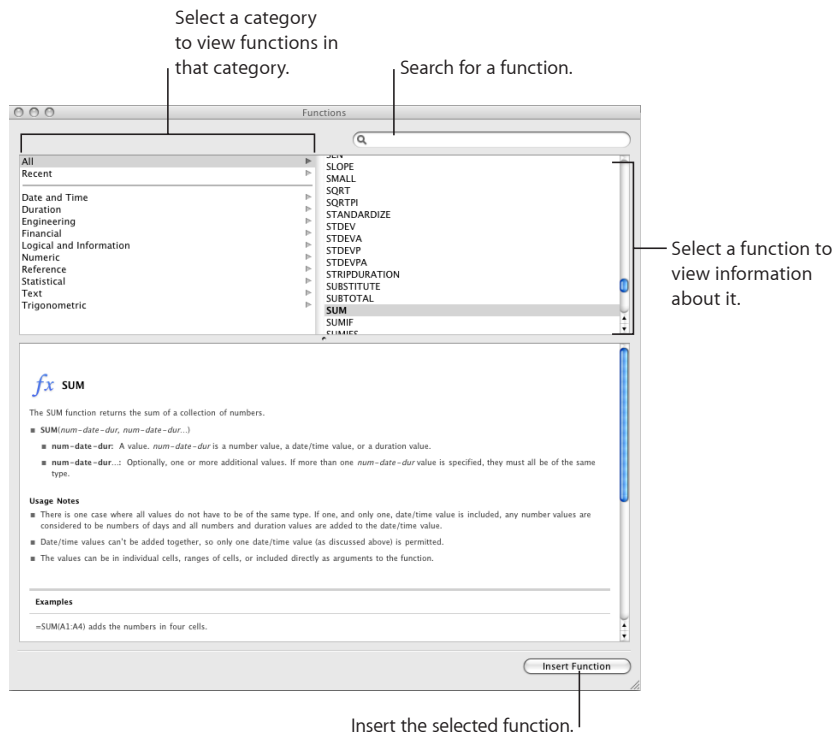 Select a category
to view functions in
that category.
Search for a function.
Functions
All
Recent
Date and Time
Duration
Engineering
Financial
Logical and Information
Numeric
Reference
Statistical
Text
Trigonometric
SLOPE
SMALL
SQRT
SQRTPI
STANDARDIZE
STDEV
STDEVA
STDEVP
STDEVPA
STRIPDURATION
SUBSTITUTE
SUBTOTAL
SUM
SUMIF
SUMIFS
Select a function to
view information
about it.
fx SUM
The SUM function returns the sum of a collection of numbers.
■ SUM(num-date-dur, num-date-dur...)
■ num-date-dur: A value. num-date-dur is a number value, a date/time value, or a duration value.
■ num-date-dur...: Optionally, one or more additional values. If more than one num-date-dur value is specified, they must all be of the same
type.
Usage Notes
■ There is one case where all values do not have to be of the same type. If one, and only one, date/time value is included, any number values are
considered to be numbers of days and all numbers and duration values are added to the date/time value.
■ Date/time values can't be added together, so only one date/time value (as discussed above) is permitted.
■ The values can be in individual cells, ranges of cells, or included directly as arguments to the function.
Examples
=SUM(A1:A4) adds the numbers in four cells.
Insert Function
Insert the selected function.